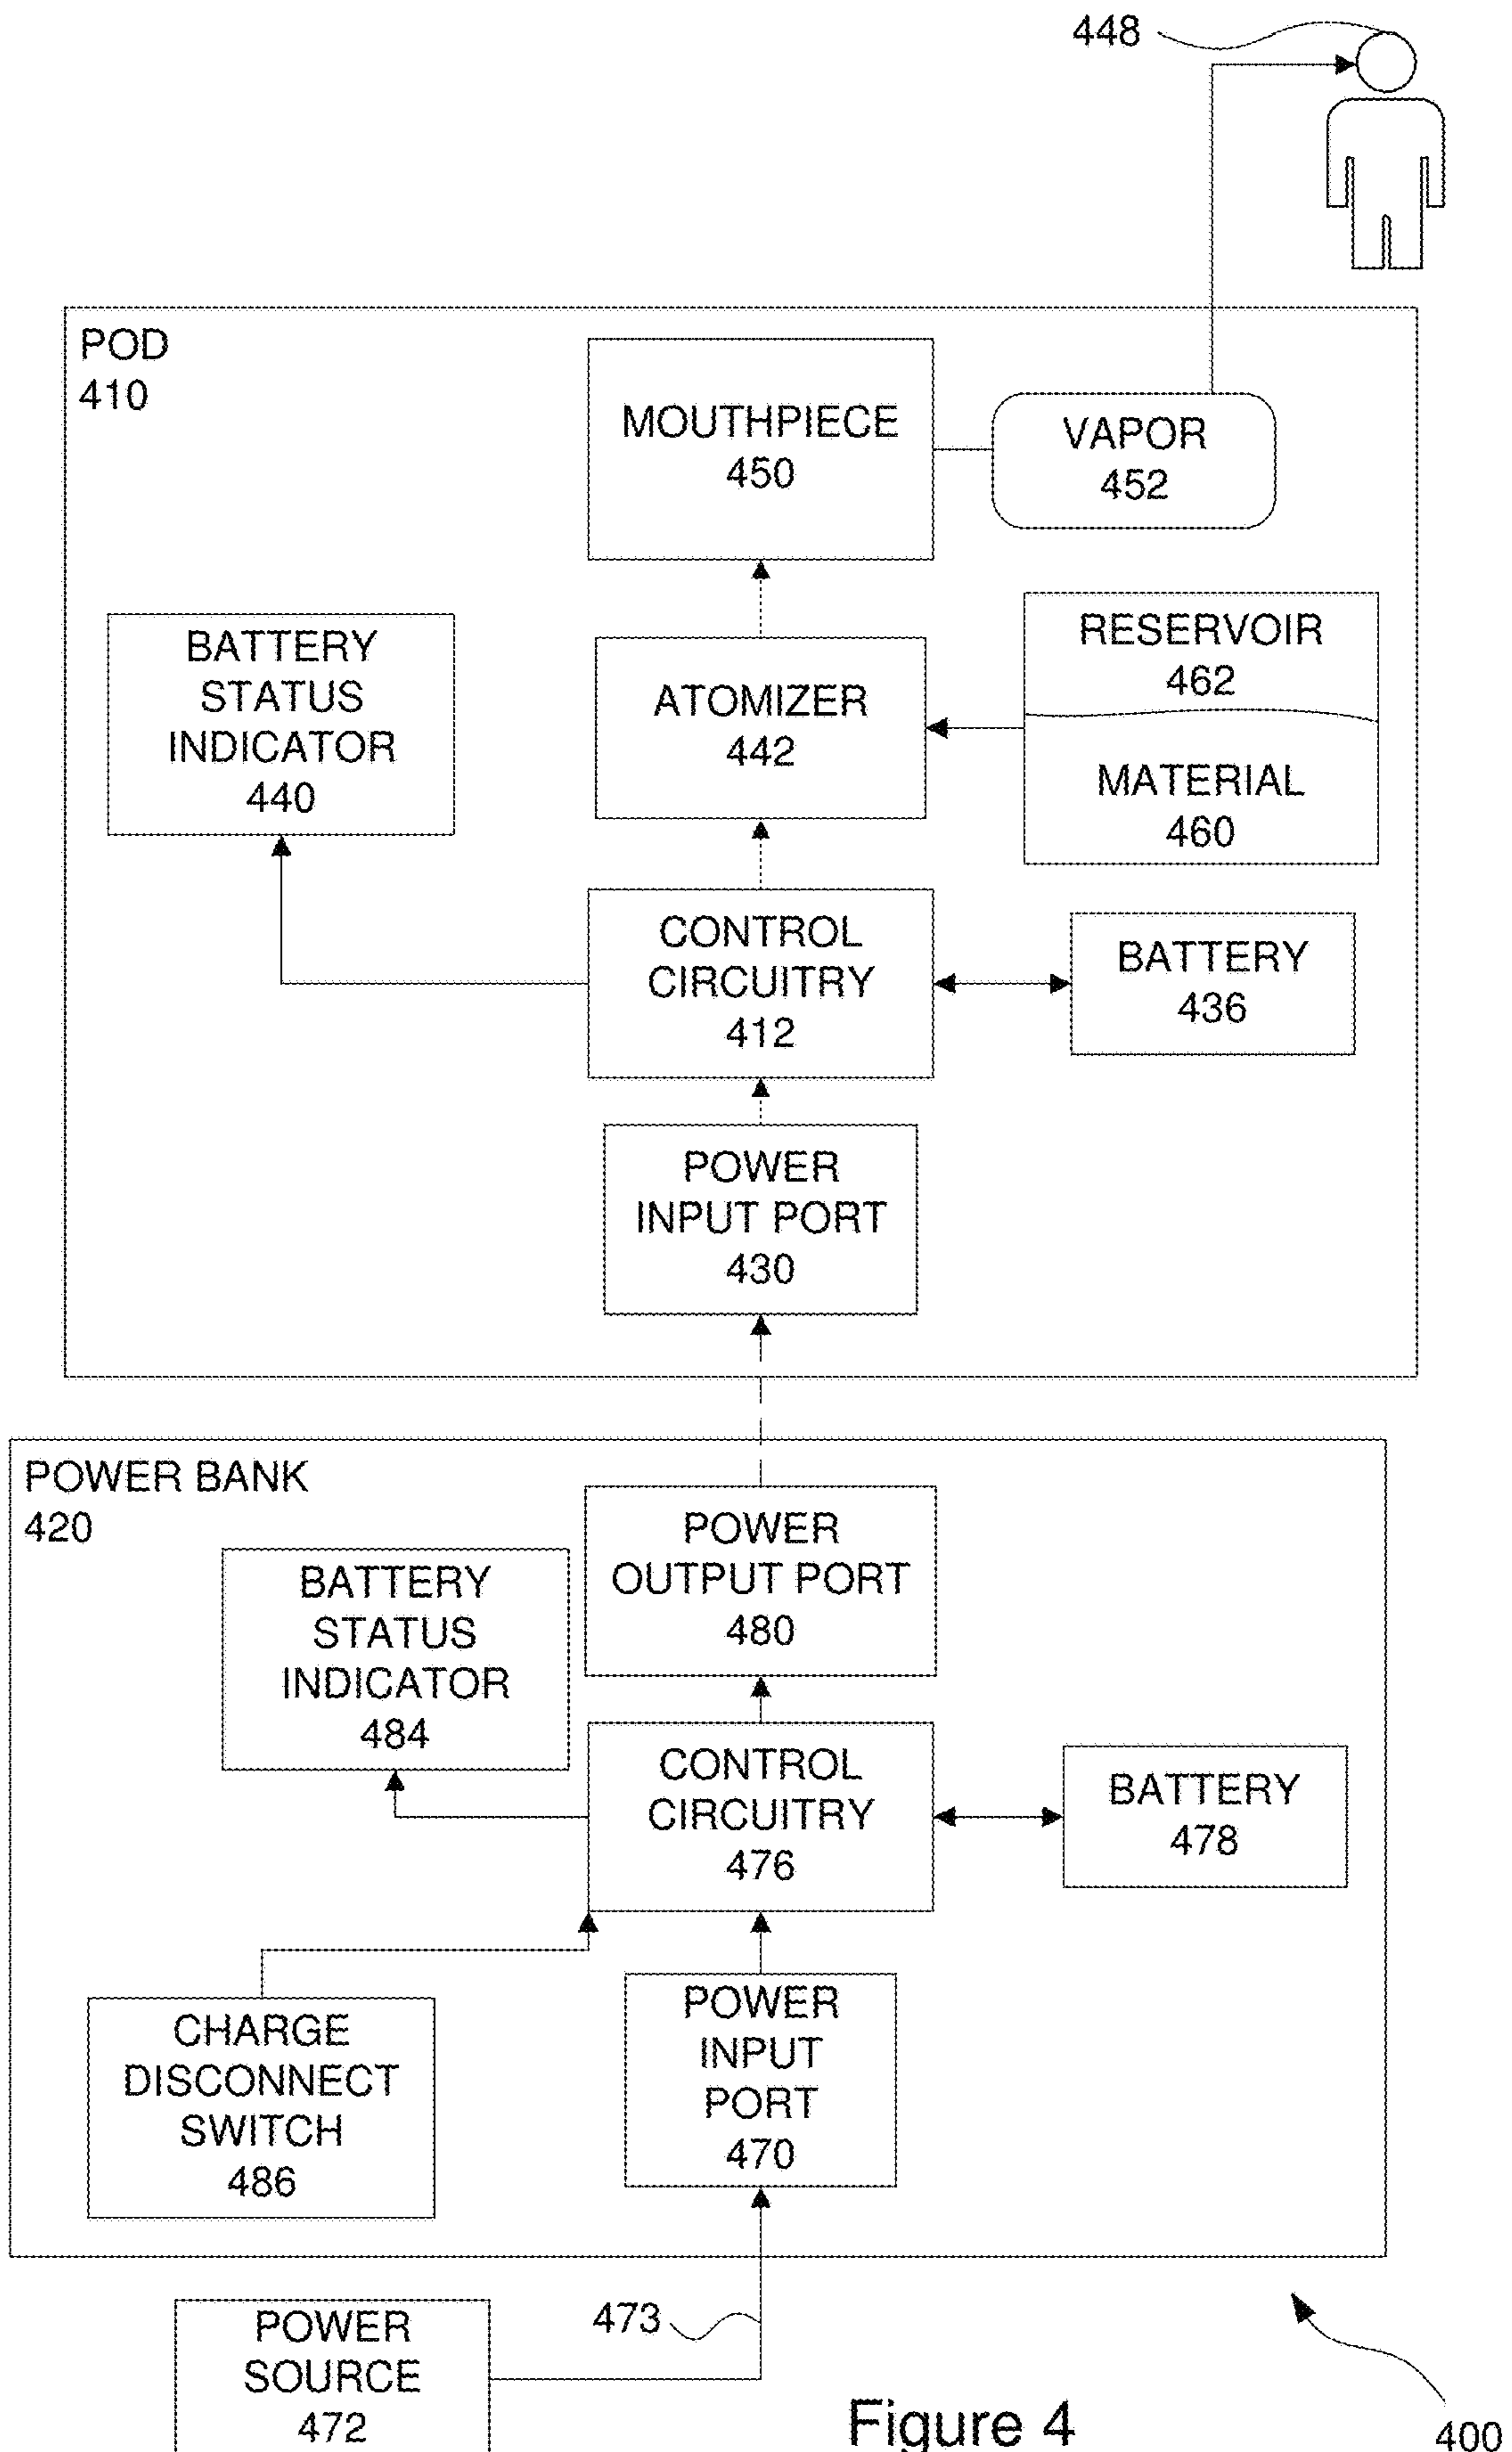 448
POD
410
MOUTHPIECE
450
VAPOR
452
BATTERY
STATUS
INDICATOR
440
ATOMIZER
442
RESERVOIR
462
MATERIAL
460
CONTROL
CIRCUITRY
412
BATTERY
436
POWER
INPUT PORT
430
POWER BANK
420
POWER
OUTPUT PORT
480
BATTERY
STATUS
INDICATOR
484
CONTROL
CIRCUITRY
476
BATTERY
478
CHARGE
DISCONNECT
SWITCH
486
POWER
INPUT
PORT
470
473
POWER
SOURCE
472
Figure 4
400